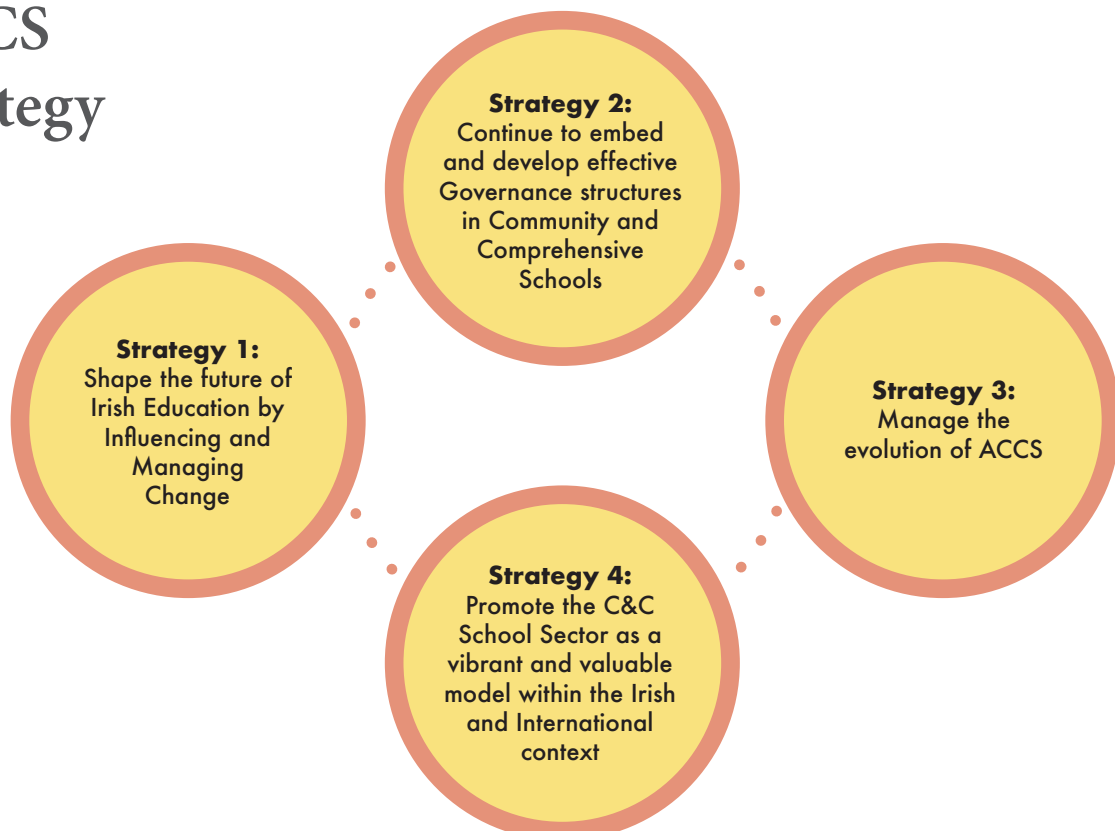 CS
tegy
Strategy 2:
Continue to embed
and develop effective
Governance structures
in Community and
Comprehensive
Schools
Strategy 1:
Shape the future of
Irish Education by
Influencing and
Managing
Change
Strategy 3:
Manage the
evolution of ACCS
Strategy 4:
Promote the C&C
School Sector as a
vibrant and valuable
model within the Irish
and International
context